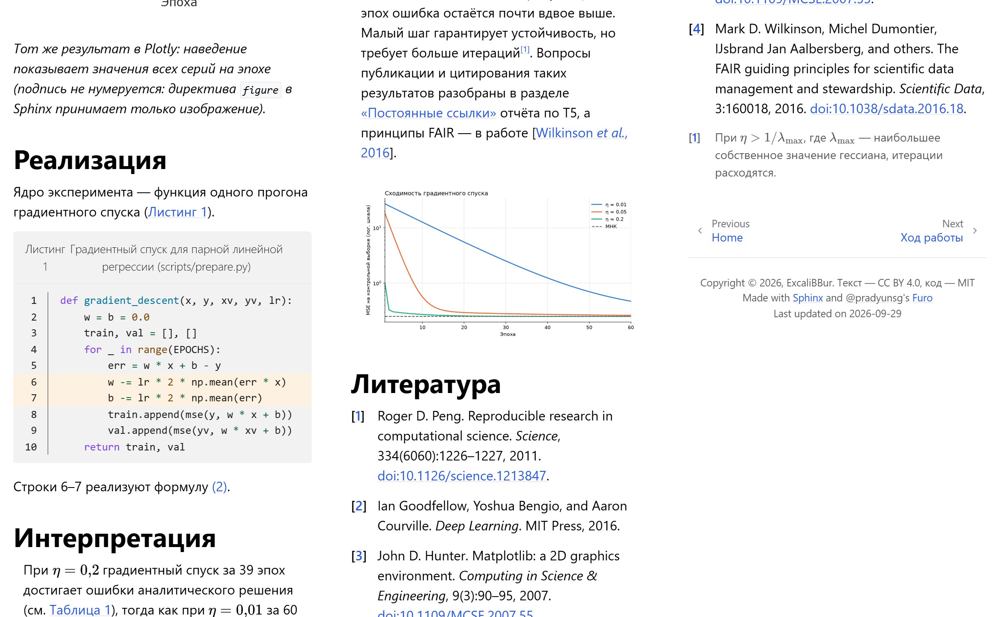 Эпоха
Тот же результат в Plotly: наведение
показывает значения всех серий на эпохе
(подпись не нумеруется: директива figure в
Sphinx принимает только изображение).
Реализация
Ядро эксперимента — функция одного прогона
градиентного спуска (Листинг 1).
Листинг 1 Градиентный спуск для парной линейной
регрессии (scripts/prepare.py)
1 def gradient_descent(x, y, xv, yv, lr):
2 w = b = 0.0
3 train, val = [], []
4 for _ in range(EPOCHS):
5 err = w * x + b - y
6 w -= lr * 2 * np.mean(err * x)
7 b -= lr * 2 * np.mean(err)
8 train.append(mse(y, w * x + b))
9 val.append(mse(yv, w * xv + b))
10 return train, val
Строки 6–7 реализуют формулу (2).
Интерпретация
При η = 0,2 градиентный спуск за 39 эпох
достигает ошибки аналитического решения
(см. Таблица 1), тогда как при η = 0,01 за 60
эпох ошибка остаётся почти вдвое выше.
Малый шаг гарантирует устойчивость, но
требует больше итераций[1]. Вопросы
публикации и цитирования таких
результатов разобраны в разделе
«Постоянные ссылки» отчёта по T5, а
принципы FAIR — в работе [Wilkinson et al.,
2016].
Сходимость градиентного спуска
MSE на контрольной выборке (лог. шкала)
10¹
10⁰
η = 0.01
η = 0.05
η = 0.2
МНК
10 20 30 40 50 60
Эпоха
Литература
[1] Roger D. Peng. Reproducible research in
computational science. Science,
334(6060):1226–1227, 2011.
doi:10.1126/science.1213847.
[2] Ian Goodfellow, Yoshua Bengio, and Aaron
Courville. Deep Learning. MIT Press, 2016.
[3] John D. Hunter. Matplotlib: a 2D graphics
environment. Computing in Science &
Engineering, 9(3):90–95, 2007.
doi:10.1109/MCSE.2007.55.
[4] Mark D. Wilkinson, Michel Dumontier,
IJsbrand Jan Aalbersberg, and others. The
FAIR guiding principles for scientific data
management and stewardship. Scientific Data,
3:160018, 2016. doi:10.1038/sdata.2016.18.
[1] При η > 1/λmax, где λmax — наибольшее
собственное значение гессиана, итерации
расходятся.
Previous
Home
Next
Ход работы
Copyright © 2026, ExcaliBBur. Текст — CC BY 4.0, код — MIT
Made with Sphinx and @pradyunsg's Furo
Last updated on 2026-09-29